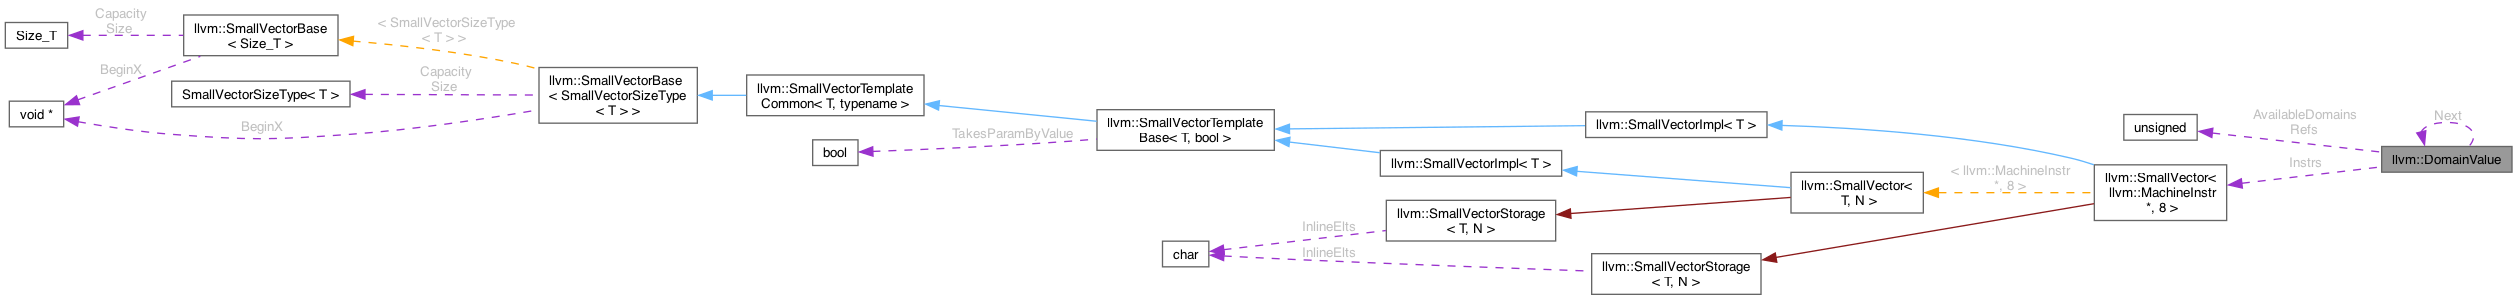 Size_T
Capacity
Size
llvm::SmallVectorBase
< Size_T >
BeginX
void *
SmallVectorSizeType< T >
< SmallVectorSizeType
< T > >
Capacity
Size
BeginX
llvm::SmallVectorBase
< SmallVectorSizeType
< T > >
llvm::SmallVectorTemplate
Common< T, typename >
bool
TakesParamByValue
llvm::SmallVectorTemplate
Base< T, bool >
llvm::SmallVectorImpl< T >
llvm::SmallVectorImpl< T >
llvm::SmallVectorStorage
< T, N >
InlineElts
InlineElts
char
llvm::SmallVectorStorage
< T, N >
llvm::SmallVector<
T, N >
< llvm::MachineInstr
*, 8 >
llvm::SmallVector<
llvm::MachineInstr
*, 8 >
unsigned
AvailableDomains
Refs
Instrs
Next
llvm::DomainValue